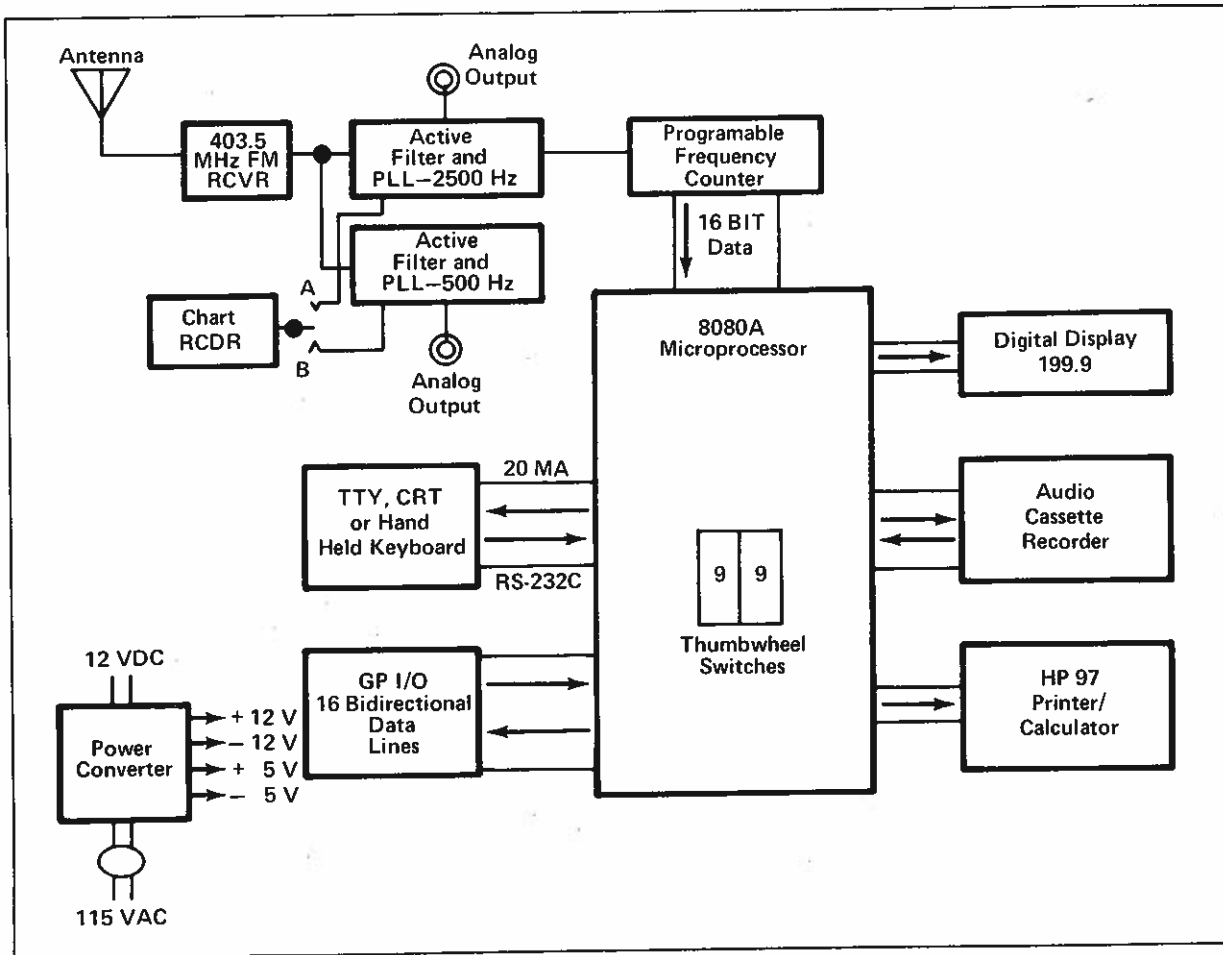 Antenna
Analog
Output
403.5
MHz FM
RCVR
Active
Filter and
PLL—2500 Hz
Programable
Frequency
Counter
16 BIT
Data
Active
Filter and
PLL—500 Hz
A
Chart
RCDR
B
Analog
Output
8080A
Microprocessor
Digital Display
199.9
20 MA
TTY, CRT
or Hand
Held Keyboard
RS-232C
Audio
Cassette
Recorder
9 9
Thumbwheel
Switches
12 VDC
GP I/O
16 Bidirectional
Data
Lines
HP 97
Printer/
Calculator
Power
Converter
+ 12 V
– 12 V
+ 5 V
– 5 V
115 VAC